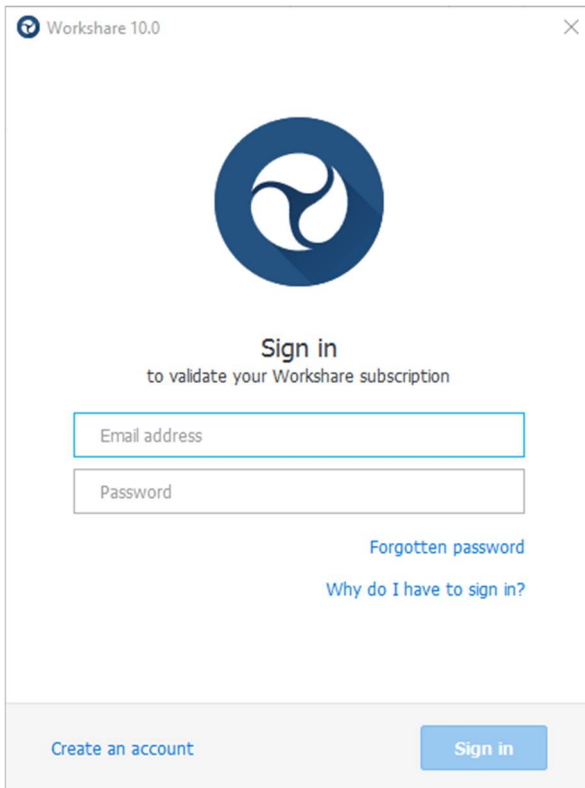 Workshare 10.0
Sign in
to validate your Workshare subscription
Email address
Password
Forgotten password
Why do I have to sign in?
Create an account
Sign in